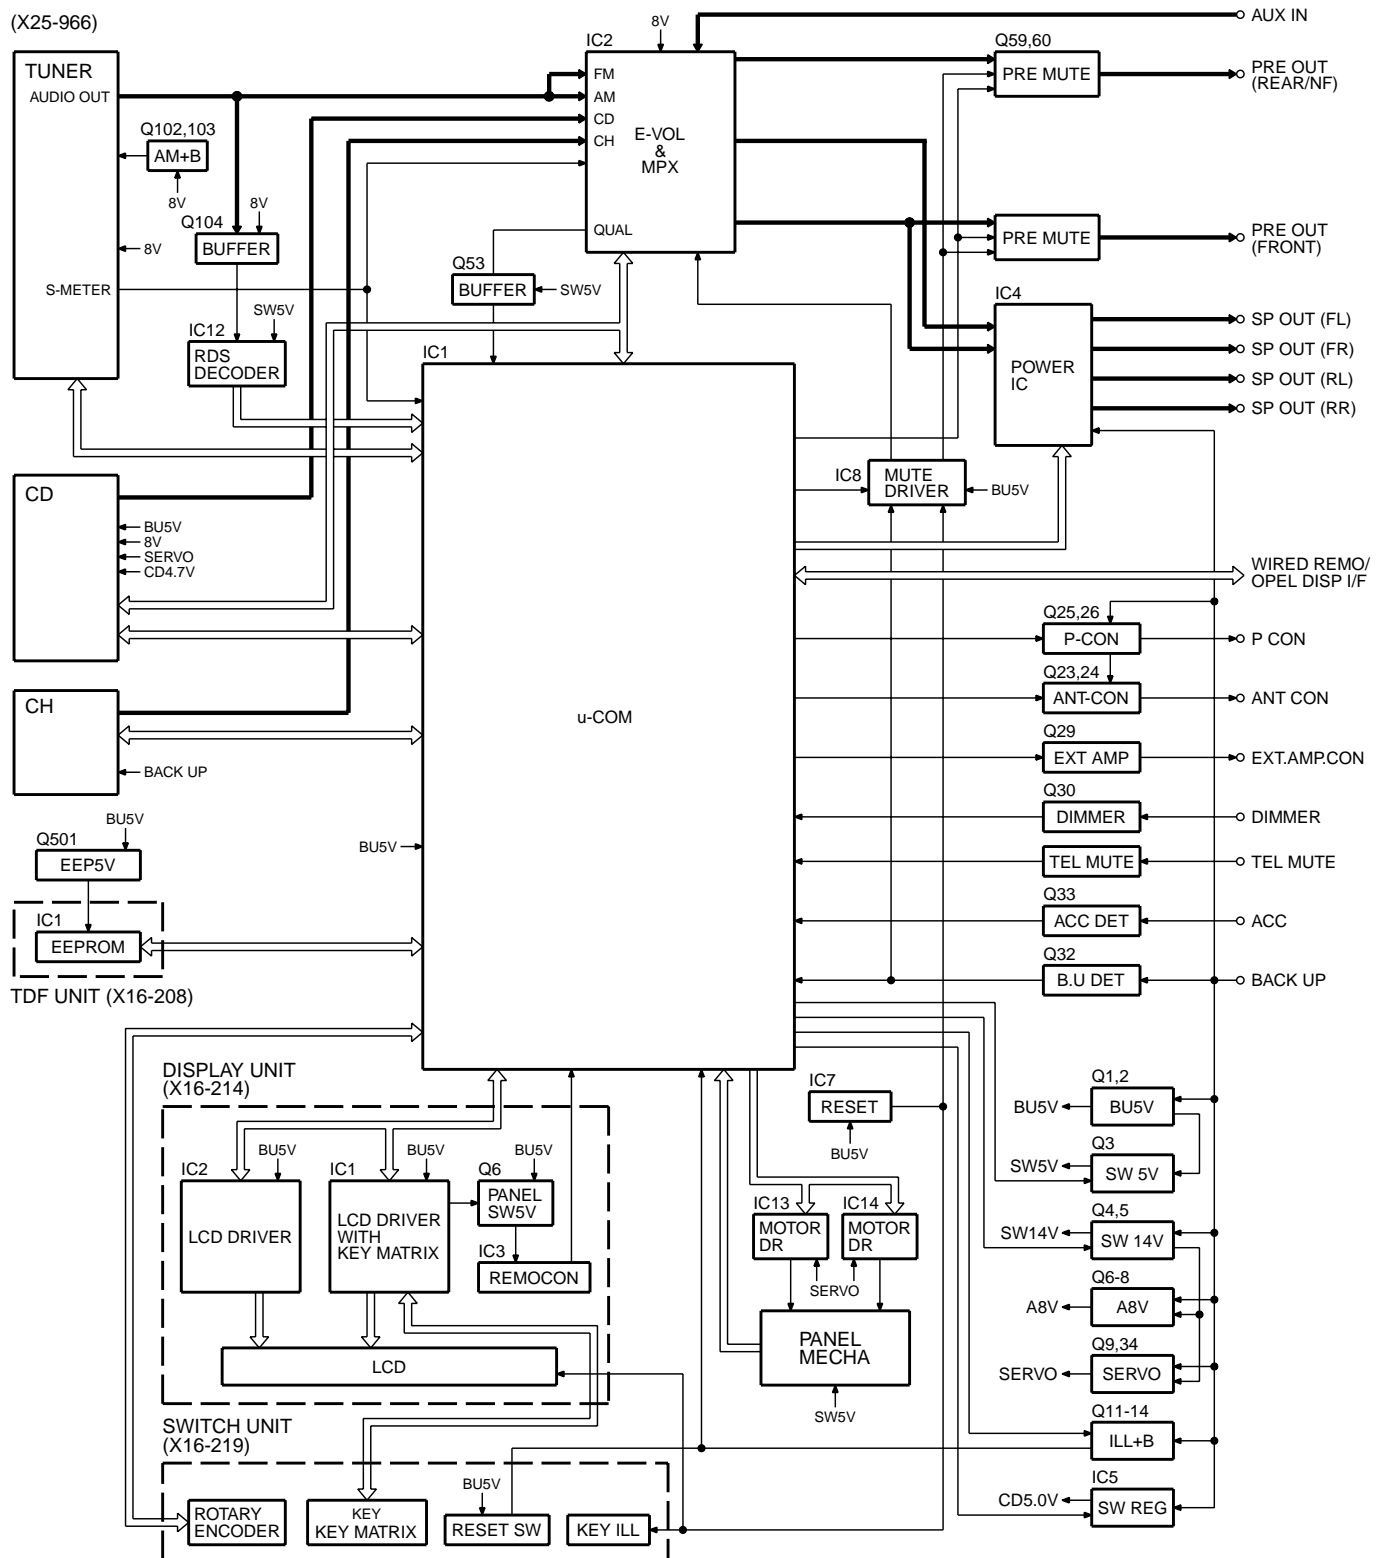 (X25-966)
TUNER
AUDIO OUT
Q102,103
AM+B
8V
Q104
8V
BUFFER
8V
S-METER
SW5V
IC12
RDS
DECODER
IC2
8V
FM
AM
CD
CH
E-VOL
&
MPX
QUAL
Q53
BUFFER
SW5V
IC1
AUX IN
Q59,60
PRE MUTE
PRE OUT
(REAR/NF)
PRE MUTE
PRE OUT
(FRONT)
IC4
POWER
IC
SP OUT (FL)
SP OUT (FR)
SP OUT (RL)
SP OUT (RR)
IC8
MUTE
DRIVER
BU5V
CD
BU5V
8V
SERVO
CD4.7V
WIRED REMO/
OPEL DISP I/F
Q25,26
P-CON
P CON
Q23,24
ANT-CON
ANT CON
CH
BACK UP
u-COM
Q29
EXT AMP
EXT.AMP.CON
Q30
DIMMER
DIMMER
BU5V
TEL MUTE
TEL MUTE
BU5V
Q501
EEP5V
Q33
ACC DET
ACC
IC1
EEPROM
TDF UNIT (X16-208)
Q32
B.U DET
BACK UP
DISPLAY UNIT
(X16-214)
IC2
BU5V
LCD DRIVER
IC1
BU5V
LCD DRIVER
WITH
KEY MATRIX
Q6
BU5V
PANEL
SW5V
IC3
REMOCON
LCD
IC7
RESET
BU5V
IC13
MOTOR
DR
IC14
MOTOR
DR
SERVO
PANEL
MECHA
SW5V
Q1,2
BU5V
BU5V
Q3
SW5V
SW 5V
Q4,5
SW14V
SW 14V
Q6-8
A8V
A8V
Q9,34
SERVO
SERVO
Q11-14
ILL+B
IC5
CD5.0V
SW REG
SWITCH UNIT
(X16-219)
ROTARY
ENCODER
KEY
KEY MATRIX
BU5V
RESET SW
KEY ILL